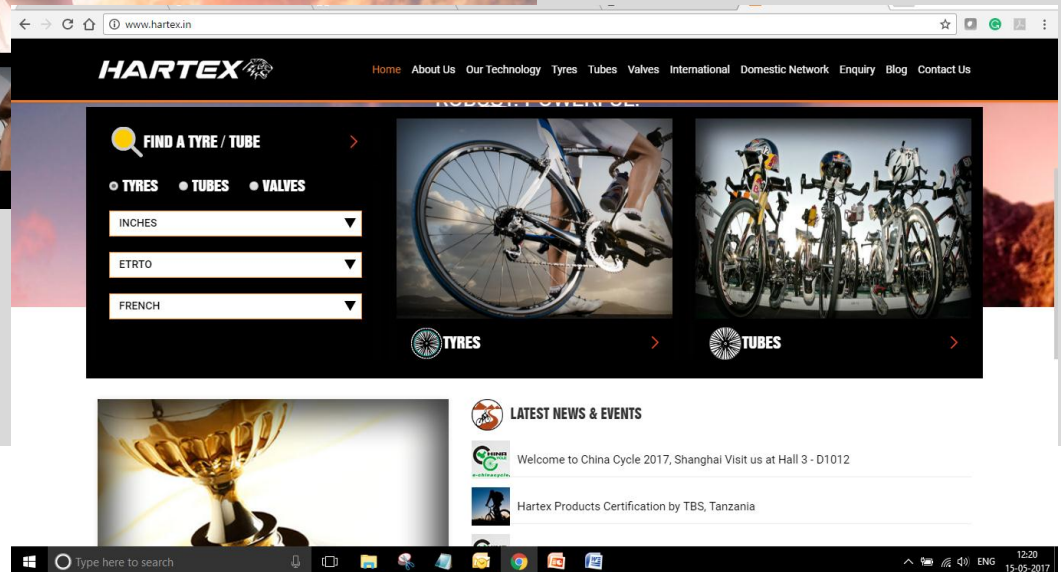 www.hartex.in
HARTEX
Home About Us Our Technology Tyres Tubes Valves International Domestic Network Enquiry Blog Contact Us
ROBUST. POWERFUL.
FIND A TYRE / TUBE
TYRES TUBES VALVES
INCHES
ETRTO
FRENCH
TYRES
TUBES
LATEST NEWS & EVENTS
Welcome to China Cycle 2017, Shanghai Visit us at Hall 3 - D1012
Hartex Products Certification by TBS, Tanzania
Type here to search
ENG
12:20
15-05-2017